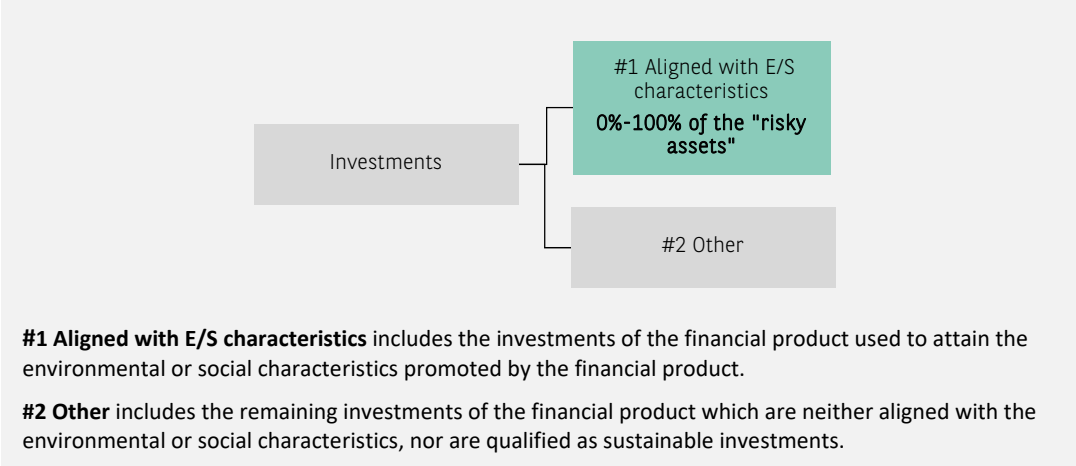 #1 Aligned with E/S
characteristics
0%-100% of the "risky
assets"
Investments
#2 Other
#1 Aligned with E/S characteristics includes the investments of the financial product used to attain the
environmental or social characteristics promoted by the financial product.
#2 Other includes the remaining investments of the financial product which are neither aligned with the
environmental or social characteristics, nor are qualified as sustainable investments.